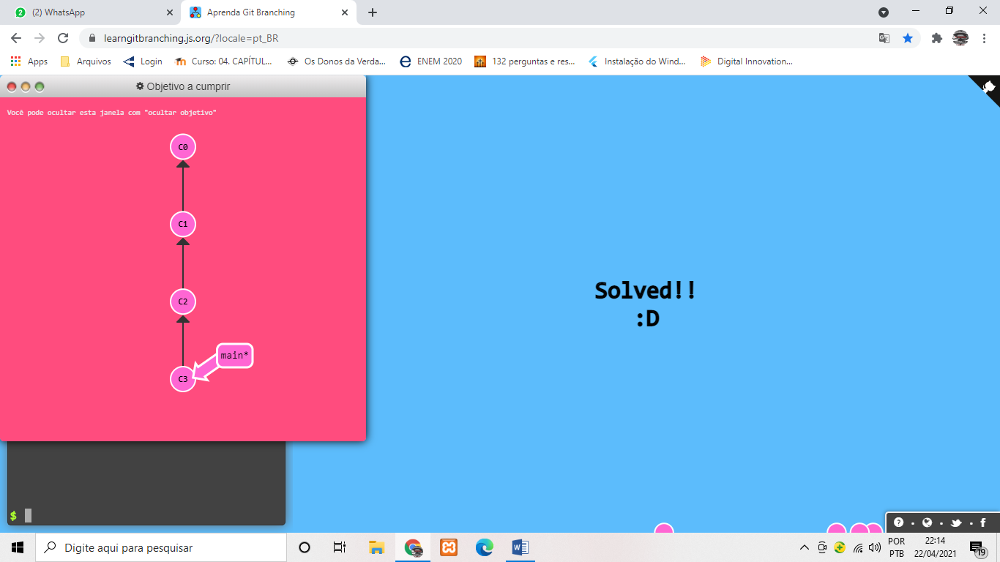 (2) WhatsApp
Aprenda Git Branching
learngitbranching.js.org/?locale=pt_BR
Apps
Arquivos
Login
Curso: 04. CAPÍTUL...
Os Donos da Verda...
ENEM 2020
132 perguntas e res...
Instalação do Wind...
Digital Innovation...
Objetivo a cumprir
Você pode ocultar esta janela com "ocultar objetivo"
C0
C1
C2
main*
C3
Solved!!
:D
$
Digite aqui para pesquisar
POR
PTB
22:14
22/04/2021
19